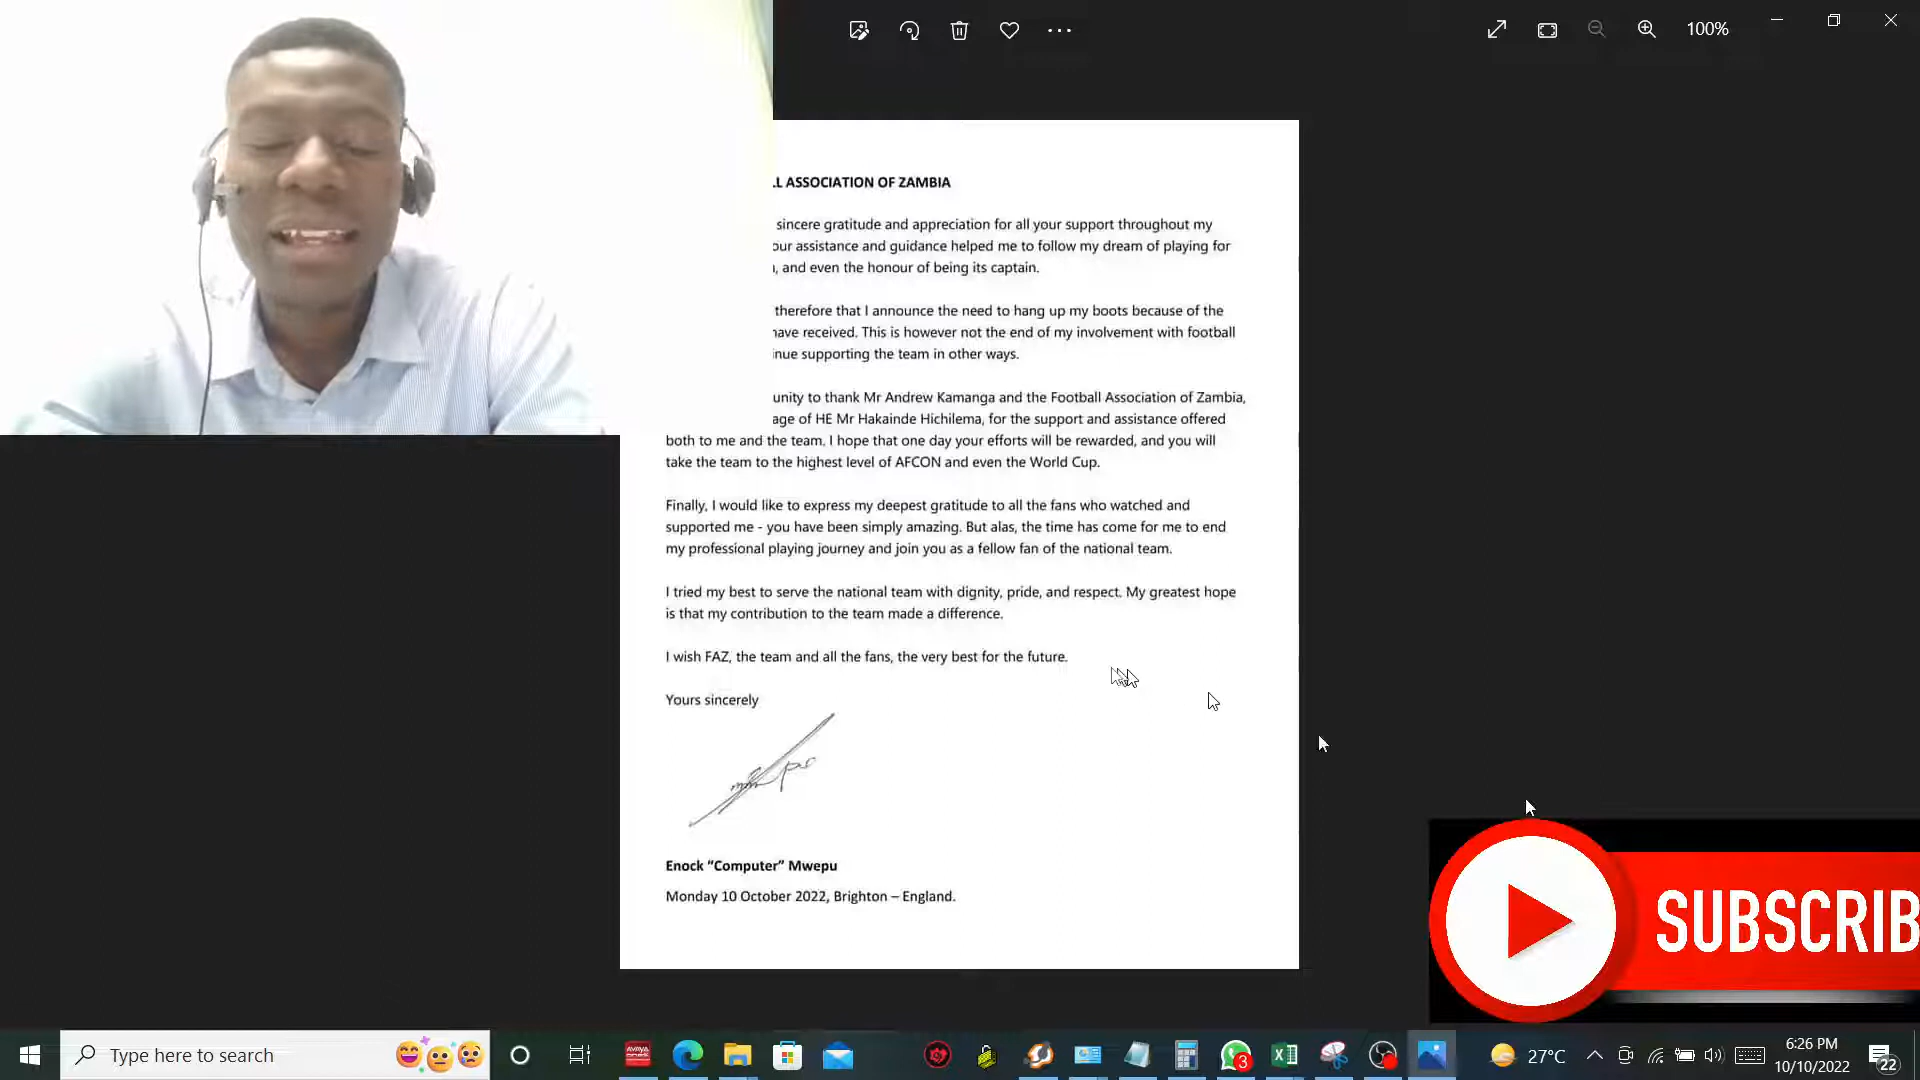 100%
ASSOCIATION OF ZAMBIA
sincere gratitude and appreciation for all your support throughout my
assistance and guidance helped me to follow my dream of playing for
, and even the honour of being its captain.
therefore that I announce the need to hang up my boots because of the
have received. This is however not the end of my involvement with football
supporting the team in other ways.
to thank Mr Andrew Kamanga and the Football Association of Zambia,
of HE Mr Hakainde Hichilema, for the support and assistance offered
both to me and the team. I hope that one day your efforts will be rewarded, and you will
take the team to the highest level of AFCON and even the World Cup.
Finally, I would like to express my deepest gratitude to all the fans who watched and
supported me - you have been simply amazing. But alas, the time has come for me to end
my professional playing journey and join you as a fellow fan of the national team.
I tried my best to serve the national team with dignity, pride, and respect. My greatest hope
is that my contribution to the team made a difference.
I wish FAZ, the team and all the fans, the very best for the future.
Yours sincerely
Enock “Computer” Mwepu
Monday 10 October 2022, Brighton – England.
SUBSCRIB
Type here to search
AVAYA
3
27°C
6:26 PM
10/10/2022
22